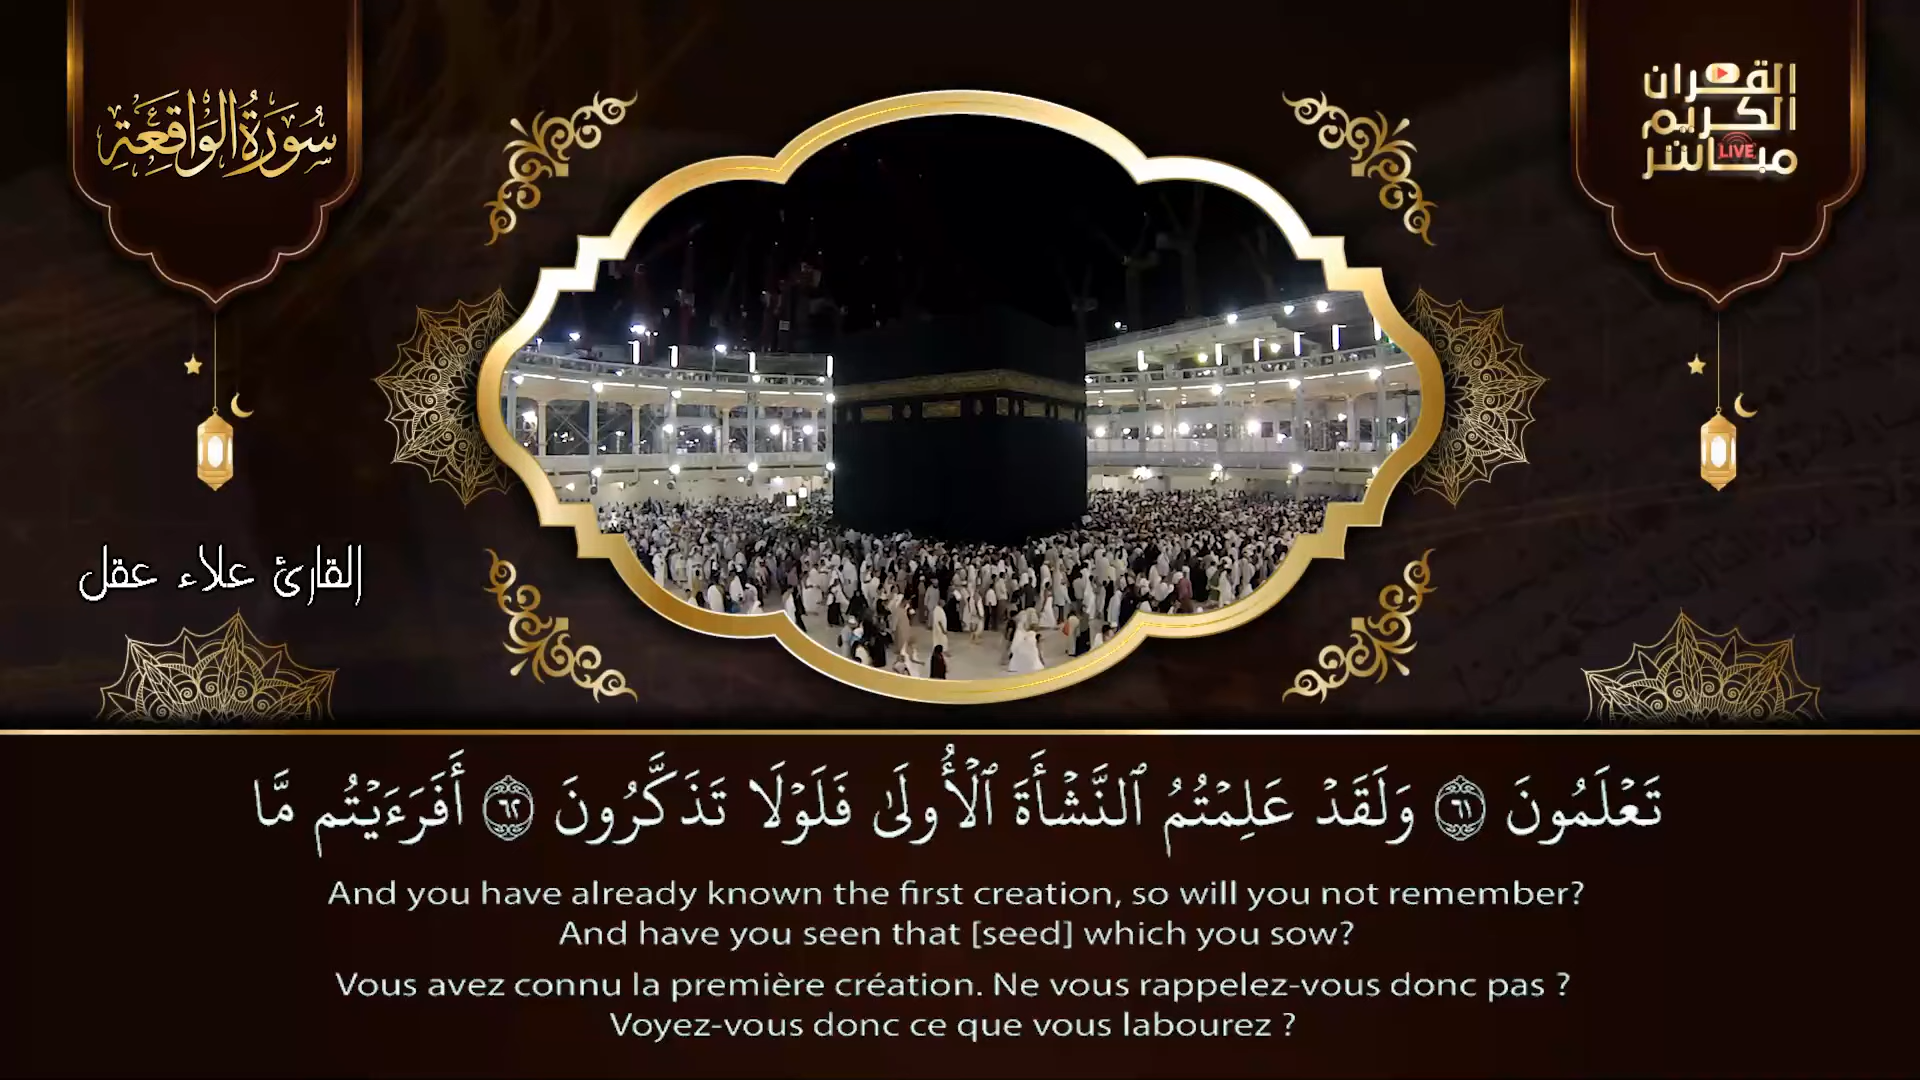 سُورَةُ الوَاقِعَةِ
القرآن
الكريم
مباشر
LIVE
القارئ علاء عقل
تَعۡلَمُونَ ٦١ وَلَقَدۡ عَلِمۡتُمُ ٱلنَّشۡأَةَ ٱلۡأُولَىٰ فَلَوۡلَا تَذَكَّرُونَ ٦٢ أَفَرَءَيۡتُم مَّا
And you have already known the first creation, so will you not remember?
And have you seen that [seed] which you sow?
Vous avez connu la première création. Ne vous rappelez-vous donc pas ?
Voyez-vous donc ce que vous labourez ?